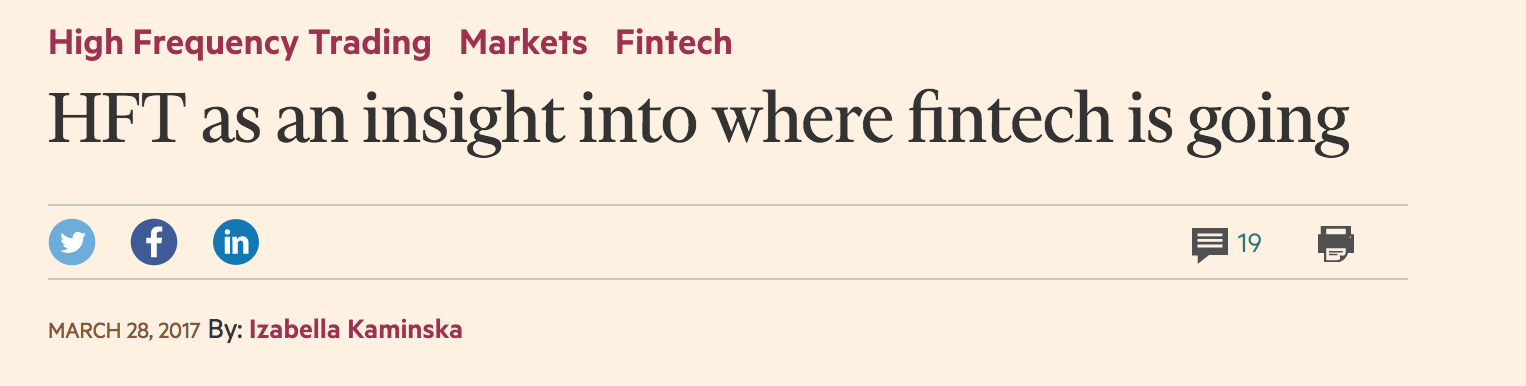 High Frequency Trading Markets Fintech
HFT as an insight into where fintech is going
19
MARCH 28, 2017 By: Izabella Kaminska